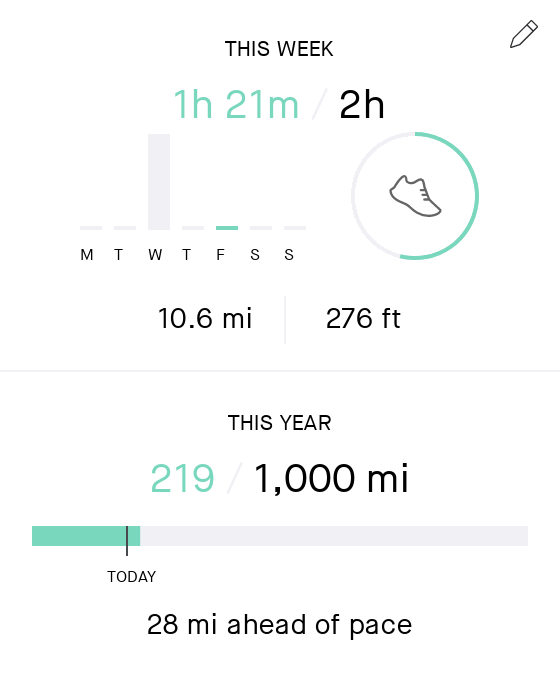 THIS WEEK
1h 21m / 2h
M T W T F S S
10.6 mi 276 ft
THIS YEAR
219 / 1,000 mi
TODAY
28 mi ahead of pace